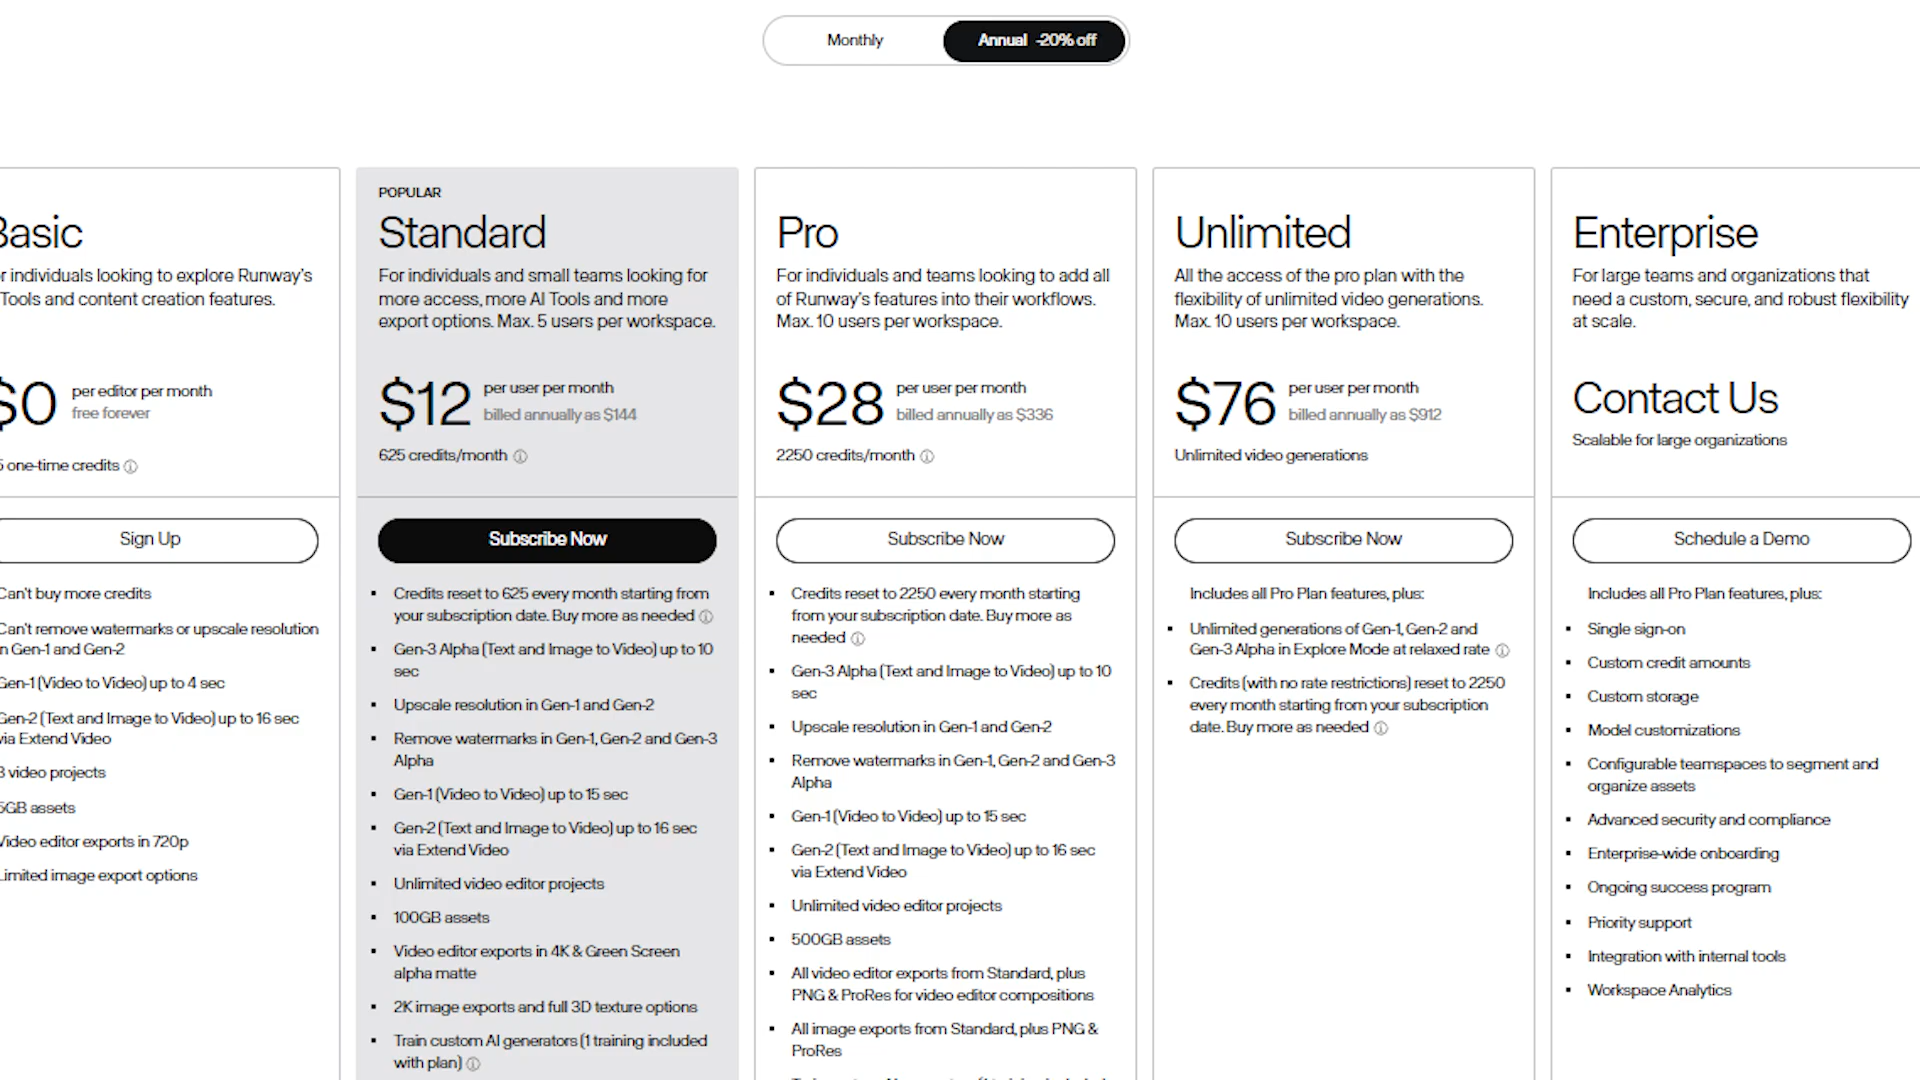 Monthly
Annual -20% off
Basic
r individuals looking to explore Runway's
Tools and content creation features.
$0
per editor per month
free forever
5 one-time credits
Sign Up
Can't buy more credits
Can't remove watermarks or upscale resolution
n Gen-1 and Gen-2
Gen-1 (Video to Video) up to 4 sec
Gen-2 (Text and Image to Video) up to 16 sec
via Extend Video
3 video projects
5GB assets
Video editor exports in 720p
Limited image export options
POPULAR
Standard
For individuals and small teams looking for
more access, more AI Tools and more
export options. Max. 5 users per workspace.
$12
per user per month
billed annually as $144
625 credits/month
Subscribe Now
Credits reset to 625 every month starting from
your subscription date. Buy more as needed
Gen-3 Alpha (Text and Image to Video) up to 10
sec
Upscale resolution in Gen-1 and Gen-2
Remove watermarks in Gen-1, Gen-2 and Gen-3
Alpha
Gen-1 (Video to Video) up to 15 sec
Gen-2 (Text and Image to Video) up to 16 sec
via Extend Video
Unlimited video editor projects
100GB assets
Video editor exports in 4K & Green Screen
alpha matte
2K image exports and full 3D texture options
Train custom AI generators (1 training included
with plan)
Pro
For individuals and teams looking to add all
of Runway's features into their workflows.
Max. 10 users per workspace.
$28
per user per month
billed annually as $336
2250 credits/month
Subscribe Now
Credits reset to 2250 every month starting
from your subscription date. Buy more as
needed
Gen-3 Alpha (Text and Image to Video) up to 10
sec
Upscale resolution in Gen-1 and Gen-2
Remove watermarks in Gen-1, Gen-2 and Gen-3
Alpha
Gen-1 (Video to Video) up to 15 sec
Gen-2 (Text and Image to Video) up to 16 sec
via Extend Video
Unlimited video editor projects
500GB assets
All video editor exports from Standard, plus
PNG & ProRes for video editor compositions
All image exports from Standard, plus PNG &
ProRes
Unlimited
All the access of the pro plan with the
flexibility of unlimited video generations.
Max. 10 users per workspace.
$76
per user per month
billed annually as $912
Unlimited video generations
Subscribe Now
Includes all Pro Plan features, plus:
Unlimited generations of Gen-1, Gen-2 and
Gen-3 Alpha in Explore Mode at relaxed rate
Credits (with no rate restrictions) reset to 2250
every month starting from your subscription
date. Buy more as needed
Enterprise
For large teams and organizations that
need a custom, secure, and robust flexibility
at scale.
Contact Us
Scalable for large organizations
Schedule a Demo
Includes all Pro Plan features, plus:
Single sign-on
Custom credit amounts
Custom storage
Model customizations
Configurable teamspaces to segment and
organize assets
Advanced security and compliance
Enterprise-wide onboarding
Ongoing success program
Priority support
Integration with internal tools
Workspace Analytics